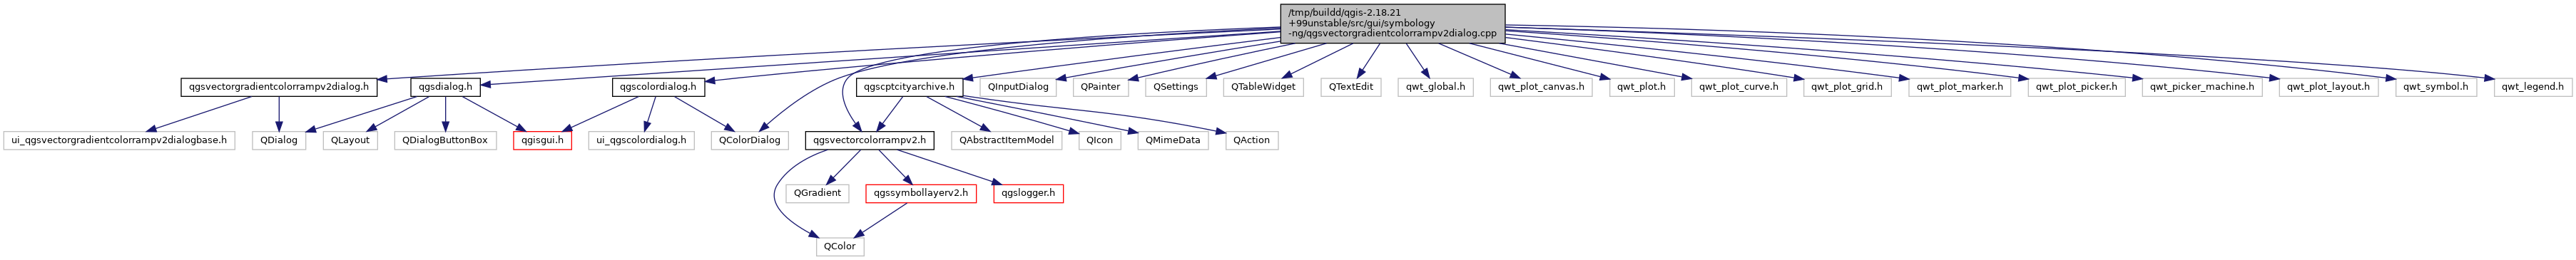 /tmp/buildd/qgis-2.18.21
+99unstable/src/gui/symbology
-ng/qgsvectorgradientcolorrampv2dialog.cpp
qgsvectorgradientcolorrampv2dialog.h
qgsdialog.h
qgscolordialog.h
qgscptcityarchive.h
QInputDialog
QPainter
QSettings
QTableWidget
QTextEdit
qwt_global.h
qwt_plot_canvas.h
qwt_plot.h
qwt_plot_curve.h
qwt_plot_grid.h
qwt_plot_marker.h
qwt_plot_picker.h
qwt_picker_machine.h
qwt_plot_layout.h
qwt_symbol.h
qwt_legend.h
ui_qgsvectorgradientcolorrampv2dialogbase.h
QDialog
QLayout
QDialogButtonBox
qgisgui.h
ui_qgscolordialog.h
QColorDialog
qgsvectorcolorrampv2.h
QAbstractItemModel
QIcon
QMimeData
QAction
QGradient
qgssymbollayerv2.h
qgslogger.h
QColor